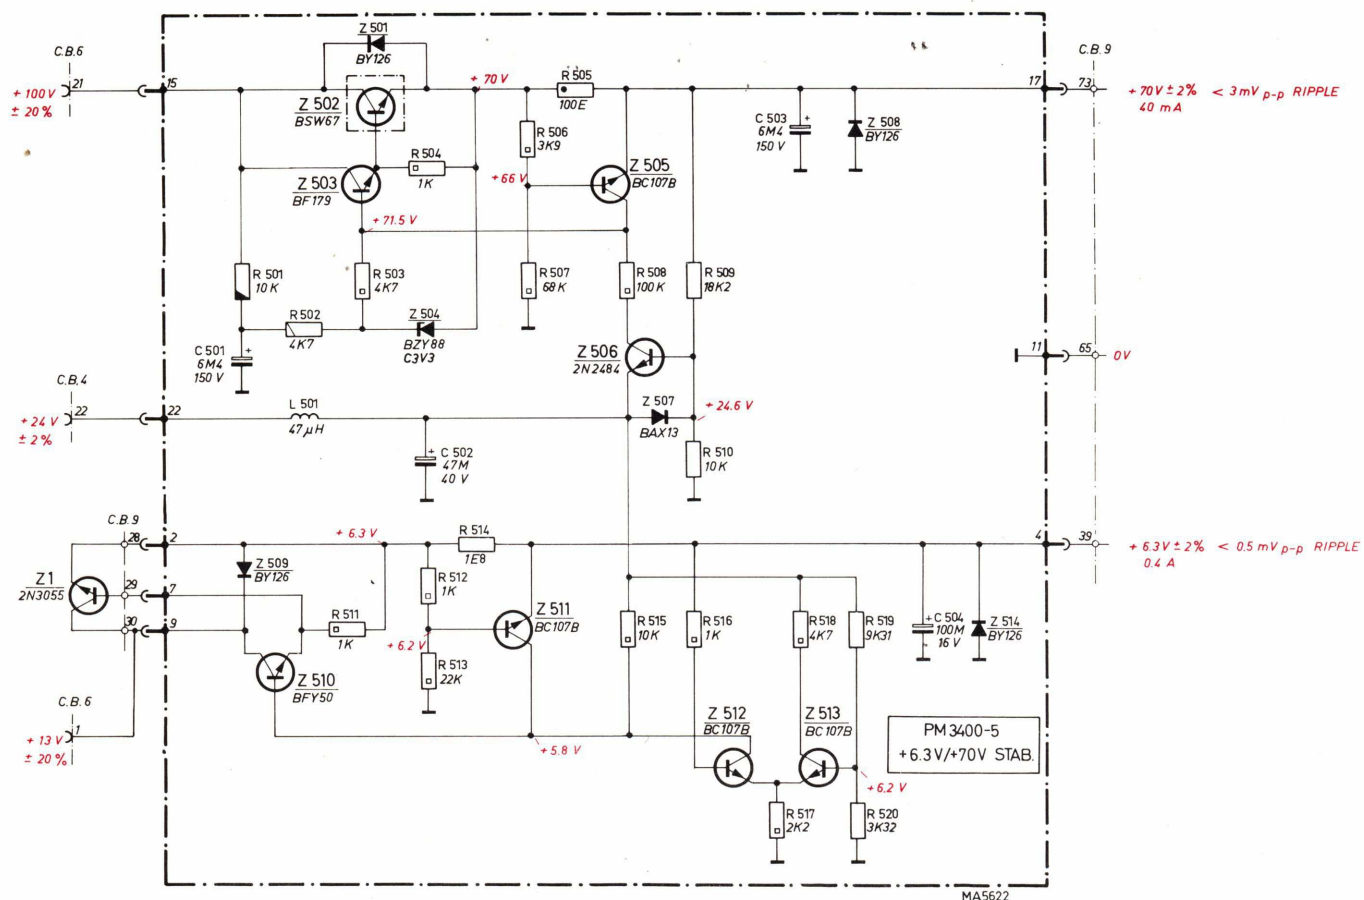 C.B.6
21
+ 100 V
± 20 %
15
Z 501
BY126
Z 502
BSW67
+ 70 V
R 505
100E
17
C.B. 9
73
+ 70 V ± 2 % < 3 mV p-p RIPPLE
40 mA
R 506
3K9
C 503
6M4
150 V
+
Z 508
BY126
R 504
1K
Z 503
BF179
+ 66 V
Z 505
BC107B
+ 71.5 V
R 501
10 K
R 503
4K7
R 507
68 K
R 508
100 K
R 509
18K2
R 502
4K7
Z 504
BZY88
C3V3
C 501
6M4
150 V
+
Z 506
2N2484
11
65
0V
C.B.4
22
+ 24 V
± 2 %
22
L 501
47 µH
Z 507
BAX13
+ 24.6 V
C 502
47M
40 V
+
R 510
10 K
C.B. 9
28
2
+ 6.3 V
R 514
1E8
4
39
+ 6.3 V ± 2 % < 0.5 mV p-p RIPPLE
0.4 A
Z1
2N3055
29
7
Z 509
BY126
R 512
1K
30
9
R 511
1K
+ 6.2 V
Z 511
BC107B
R 515
10 K
R 516
1K
R 518
4K7
R 519
9K31
+ C 504
100M
16 V
Z 514
BY126
R 513
22K
Z 510
BFY50
C.B. 6
1
+ 13 V
± 20 %
+ 5.8 V
Z 512
BC107B
Z 513
BC107B
PM 3400-5
+ 6.3 V/+70V STAB.
+ 6.2 V
R 517
2K2
R 520
3K32
MA5622